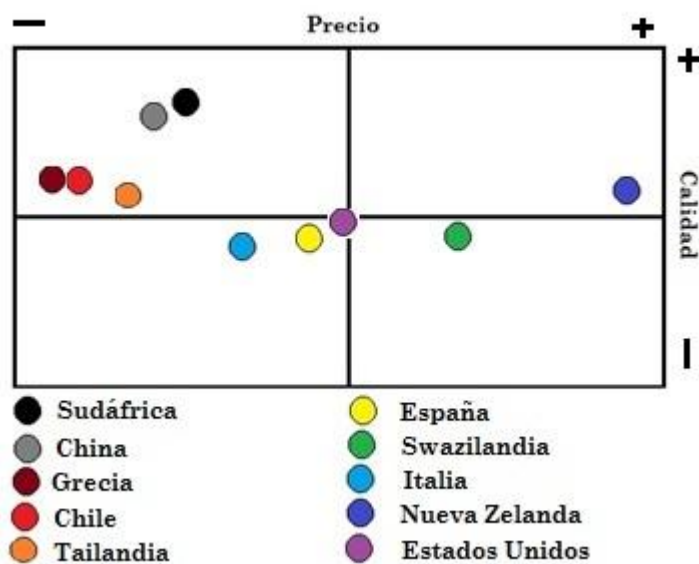 − Precio +
+
Calidad
−
Sudáfrica
China
Grecia
Chile
Tailandia
España
Swazilandia
Italia
Nueva Zelanda
Estados Unidos